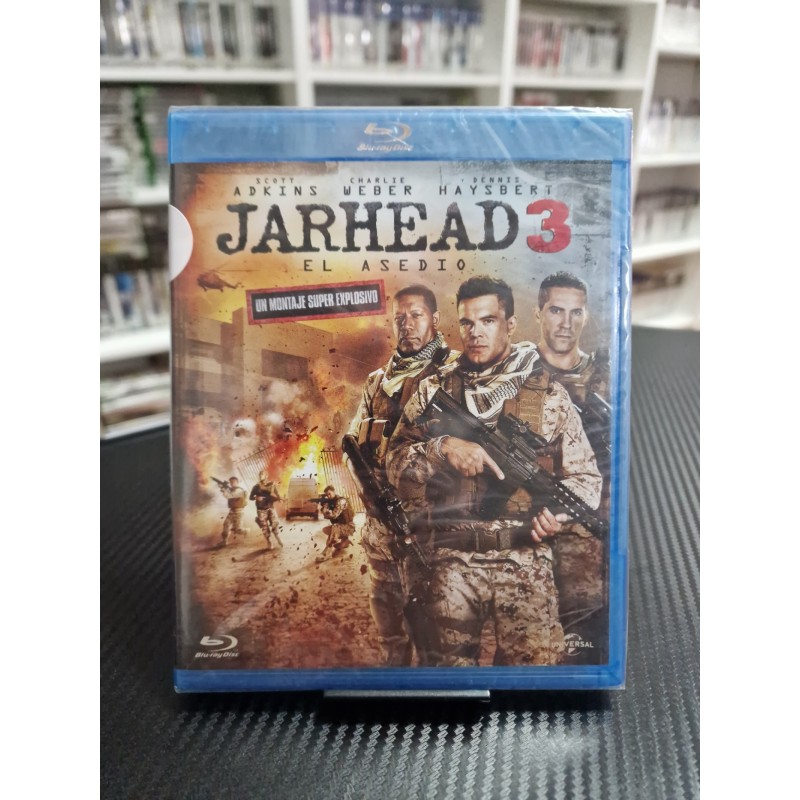 Blu-ray Disc
SCOTT CHARLIE DENNIS
ADKINS WEBER HAYSBERT
JARHEAD 3
EL ASEDIO
UN MONTAJE SUPER EXPLOSIVO
Blu-ray Disc
UNIVERSAL